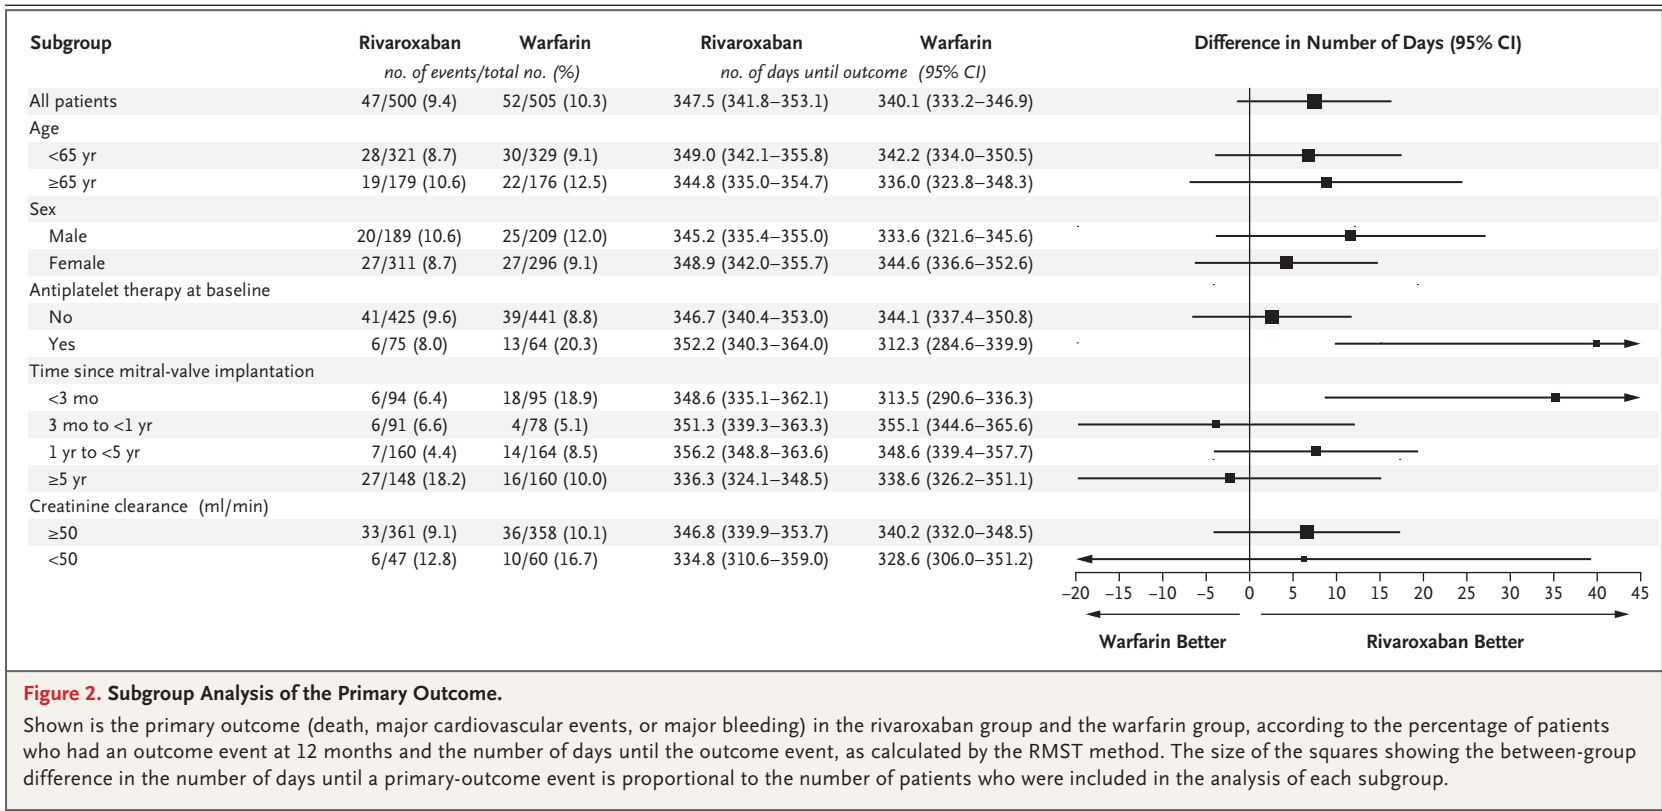 Subgroup Rivaroxaban Warfarin Rivaroxaban Warfarin Difference in Number of Days (95% CI)
no. of events/total no. (%) no. of days until outcome (95% CI)
All patients 47/500 (9.4) 52/505 (10.3) 347.5 (341.8–353.1) 340.1 (333.2–346.9)
Age
<65 yr 28/321 (8.7) 30/329 (9.1) 349.0 (342.1–355.8) 342.2 (334.0–350.5)
≥65 yr 19/179 (10.6) 22/176 (12.5) 344.8 (335.0–354.7) 336.0 (323.8–348.3)
Sex
Male 20/189 (10.6) 25/209 (12.0) 345.2 (335.4–355.0) 333.6 (321.6–345.6)
Female 27/311 (8.7) 27/296 (9.1) 348.9 (342.0–355.7) 344.6 (336.6–352.6)
Antiplatelet therapy at baseline
No 41/425 (9.6) 39/441 (8.8) 346.7 (340.4–353.0) 344.1 (337.4–350.8)
Yes 6/75 (8.0) 13/64 (20.3) 352.2 (340.3–364.0) 312.3 (284.6–339.9)
Time since mitral-valve implantation
<3 mo 6/94 (6.4) 18/95 (18.9) 348.6 (335.1–362.1) 313.5 (290.6–336.3)
3 mo to <1 yr 6/91 (6.6) 4/78 (5.1) 351.3 (339.3–363.3) 355.1 (344.6–365.6)
1 yr to <5 yr 7/160 (4.4) 14/164 (8.5) 356.2 (348.8–363.6) 348.6 (339.4–357.7)
≥5 yr 27/148 (18.2) 16/160 (10.0) 336.3 (324.1–348.5) 338.6 (326.2–351.1)
Creatinine clearance (ml/min)
≥50 33/361 (9.1) 36/358 (10.1) 346.8 (339.9–353.7) 340.2 (332.0–348.5)
<50 6/47 (12.8) 10/60 (16.7) 334.8 (310.6–359.0) 328.6 (306.0–351.2)
–20 –15 –10 –5 0 5 10 15 20 25 30 35 40 45
Warfarin Better Rivaroxaban Better
Figure 2. Subgroup Analysis of the Primary Outcome.
Shown is the primary outcome (death, major cardiovascular events, or major bleeding) in the rivaroxaban group and the warfarin group, according to the percentage of patients
who had an outcome event at 12 months and the number of days until the outcome event, as calculated by the RMST method. The size of the squares showing the between-group
difference in the number of days until a primary-outcome event is proportional to the number of patients who were included in the analysis of each subgroup.